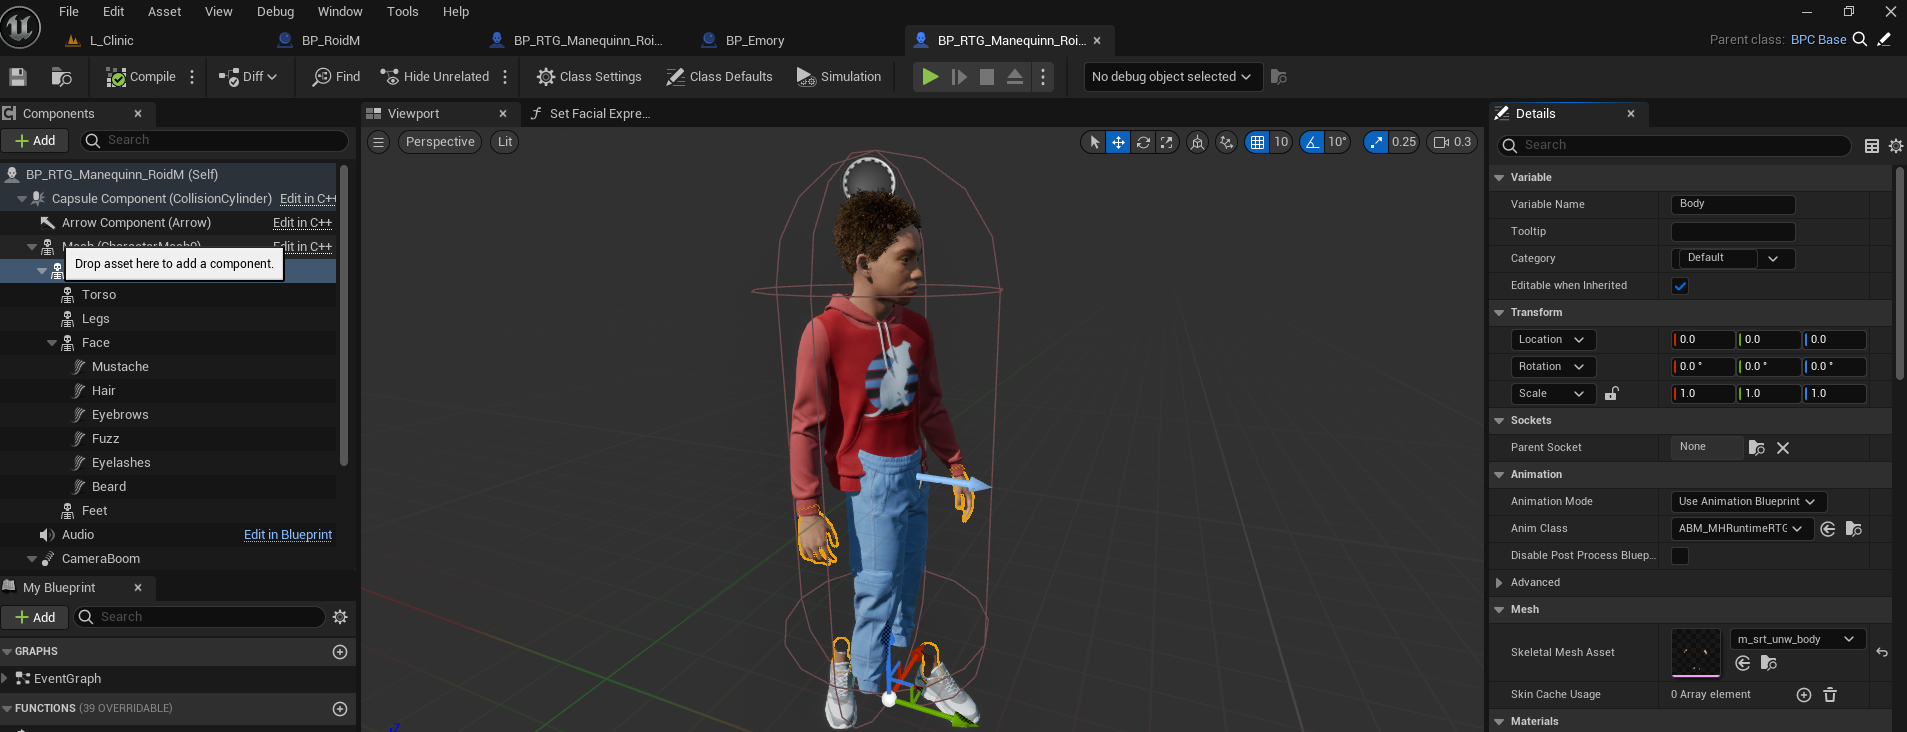 File Edit Asset View Debug Window Tools Help
L_Clinic BP_RoidM BP_RTG_Manequinn_Roi... BP_Emory BP_RTG_Manequinn_Roi... Parent class: BPC Base
Compile Diff Find Hide Unrelated Class Settings Class Defaults Simulation No debug object selected
Components Viewport Set Facial Expre... Details
Add Search Perspective Lit 10 10° 0.25 0.3 Search
BP_RTG_Manequinn_RoidM (Self)
Capsule Component (CollisionCylinder) Edit in C++
Arrow Component (Arrow) Edit in C++
Mesh (CharacterMesh0) Edit in C++
Drop asset here to add a component.
Torso
Legs
Face
Mustache
Hair
Eyebrows
Fuzz
Eyelashes
Beard
Feet
Audio Edit in Blueprint
CameraBoom
My Blueprint
Add Search
GRAPHS
EventGraph
FUNCTIONS (39 OVERRIDABLE)
Z
Variable
Variable Name Body
Tooltip
Category Default
Editable when Inherited
Transform
Location 0.0 0.0 0.0
Rotation 0.0 ° 0.0 ° 0.0 °
Scale 1.0 1.0 1.0
Sockets
Parent Socket None
Animation
Animation Mode Use Animation Blueprint
Anim Class ABM_MHRuntimeRTG
Disable Post Process Bluep...
Advanced
Mesh
Skeletal Mesh Asset m_srt_unw_body
Skin Cache Usage 0 Array element
Materials